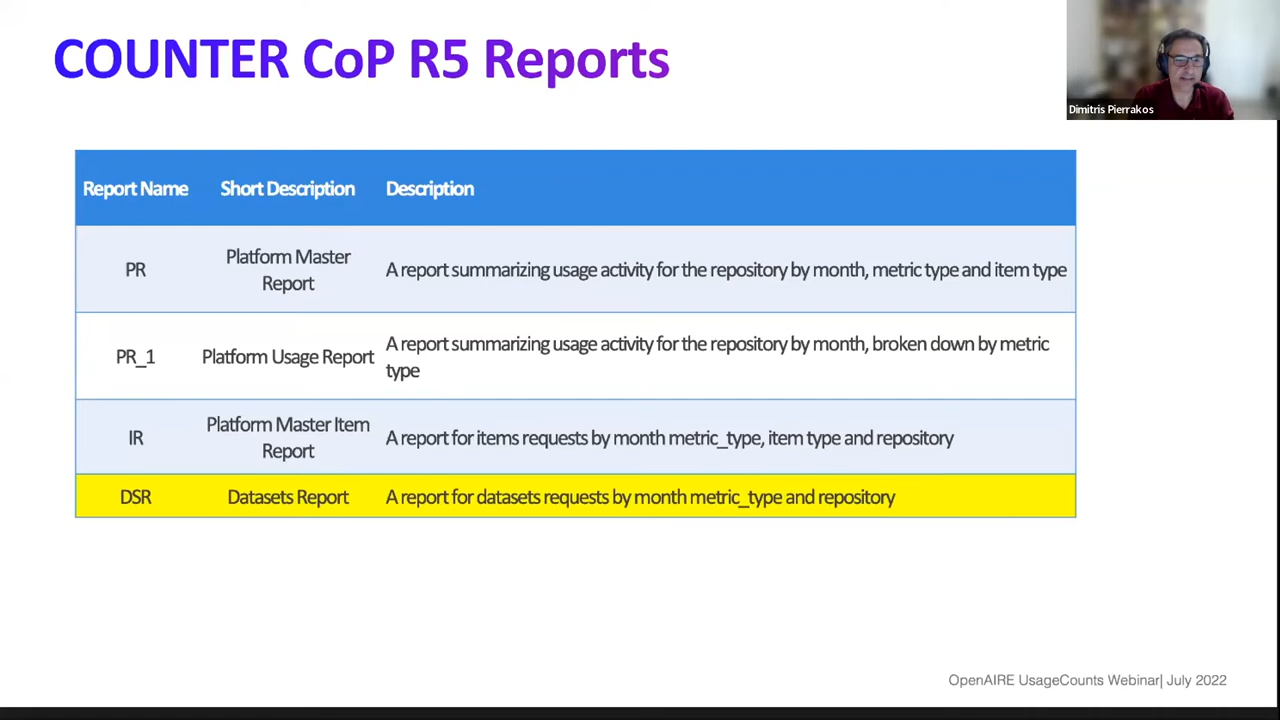 COUNTER CoP R5 Reports
Dimitris Pierrakos
Report Name Short Description Description
PR Platform Master Report A report summarizing usage activity for the repository by month, metric type and item type
PR_1 Platform Usage Report A report summarizing usage activity for the repository by month, broken down by metric type
IR Platform Master Item Report A report for items requests by month metric_type, item type and repository
DSR Datasets Report A report for datasets requests by month metric_type and repository
OpenAIRE UsageCounts Webinar| July 2022